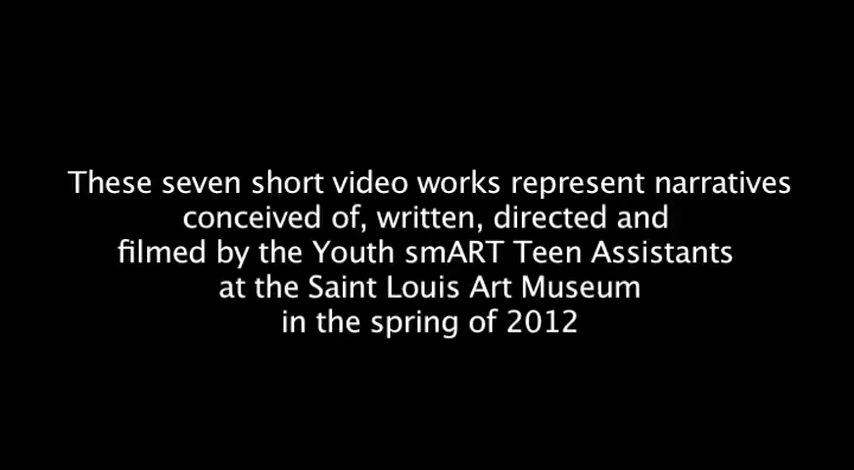 These seven short video works represent narratives
conceived of, written, directed and
filmed by the Youth smART Teen Assistants
at the Saint Louis Art Museum
in the spring of 2012